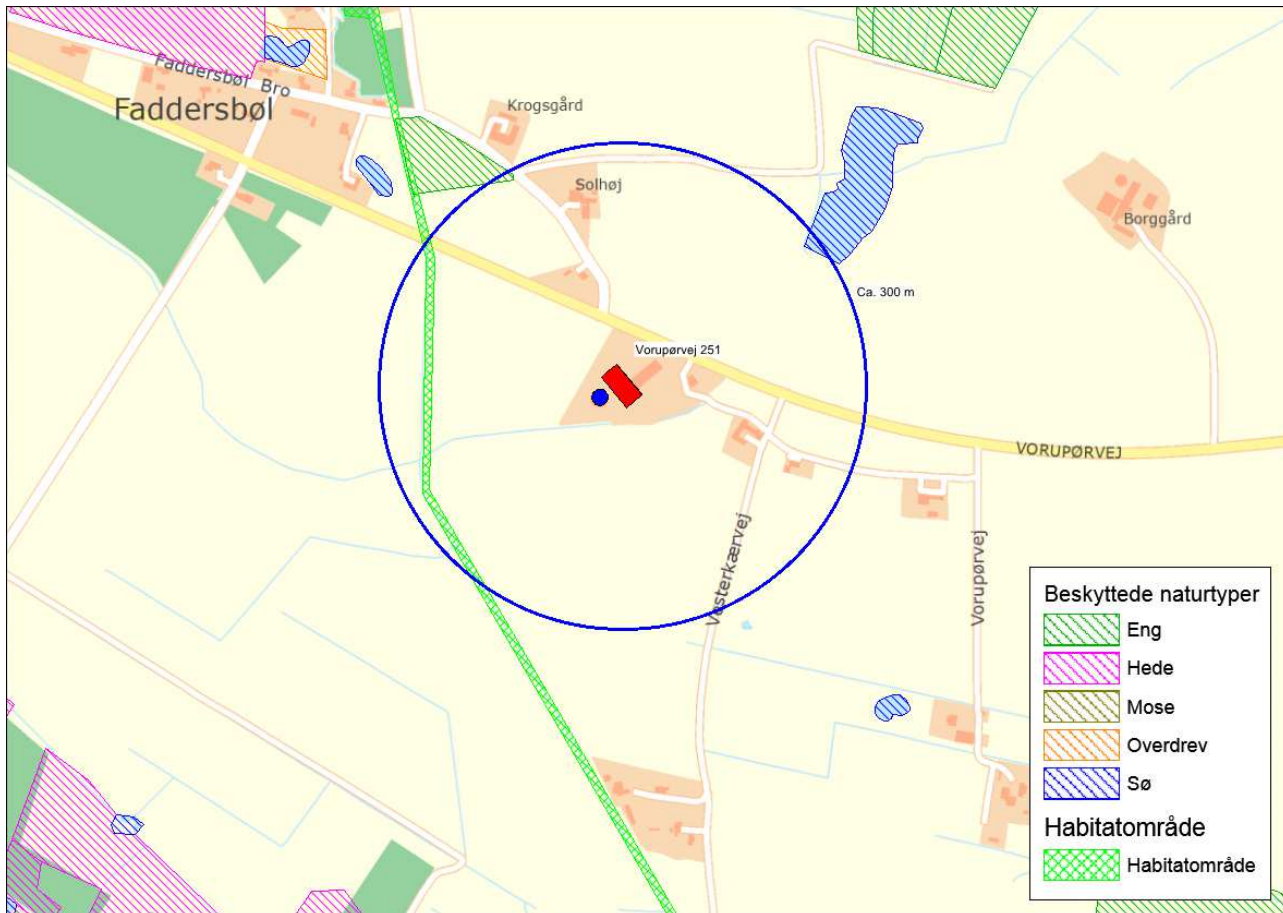 Faddersbøl Bro
Faddersbøl
Krogsgård
Solhøj
Borggård
Ca. 300 m
Vorupørvej 251
VORUPØRVEJ
Vesterkærvej
Vorupørvej
Beskyttede naturtyper
Eng
Hede
Mose
Overdrev
Sø
Habitatområde
Habitatområde